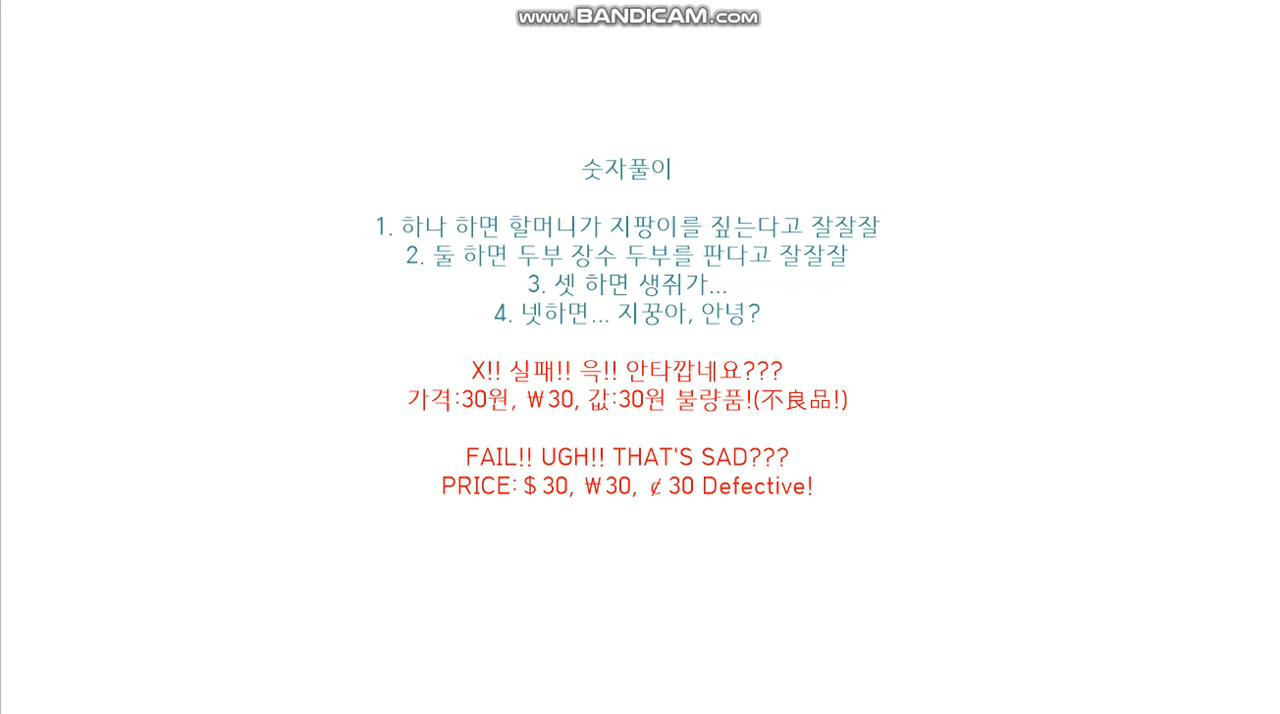 www.BANDICAM.com
숫자풀이
1. 하나 하면 할머니가 지팡이를 짚는다고 잘잘잘
2. 둘 하면 두부 장수 두부를 판다고 잘잘잘
3. 셋 하면 생쥐가...
4. 넷하면... 지꿍아, 안녕?
X!! 실패!! 윽!! 안타깝네요???
가격:30원, ₩30, 값:30원 불량품!(不良品!)
FAIL!! UGH!! THAT'S SAD???
PRICE: $30, ₩30, ¢30 Defective!